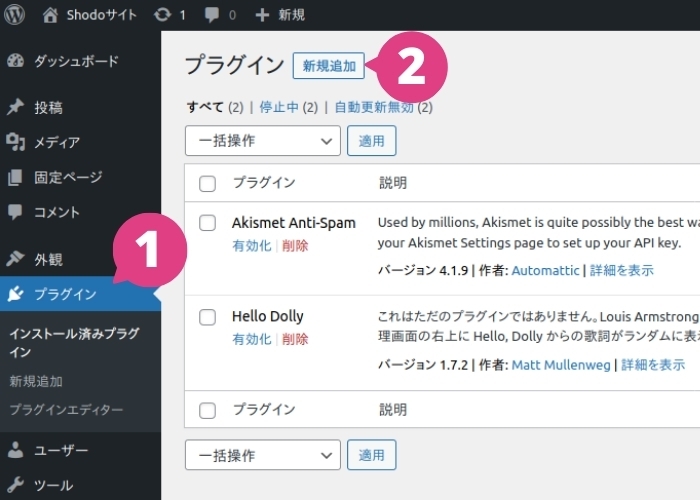 Shodoサイト 1 0 新規
ダッシュボード
投稿
メディア
固定ページ
コメント
外観
プラグイン
インストール済みプラグ
イン
新規追加
プラグインエディター
ユーザー
ツール
1
プラグイン 新規追加
2
すべて (2) | 停止中 (2) | 自動更新無効 (2)
一括操作 適用
プラグイン 説明
Akismet Anti-Spam Used by millions, Akismet is quite possibly the best wa
有効化 | 削除 your Akismet Settings page to set up your API key.
バージョン 4.1.9 | 作者: Automattic | 詳細を表示
Hello Dolly これはただのプラグインではありません。Louis Armstrong
有効化 | 削除 理画面の右上に Hello, Dolly からの歌詞がランダムに表示
バージョン 1.7.2 | 作者: Matt Mullenweg | 詳細を表示
プラグイン 説明
一括操作 適用